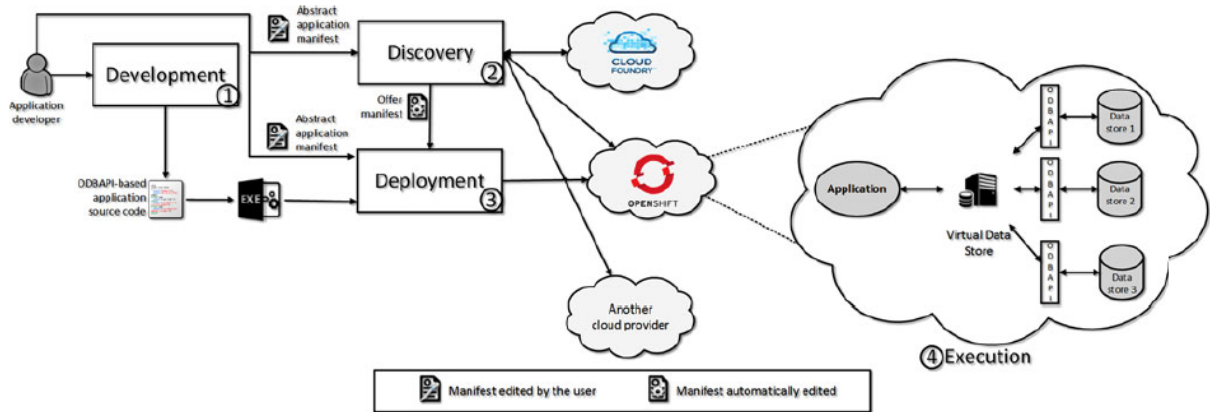 Abstract
application
manifest
Discovery
②
CLOUD
FOUNDRY
Development
①
Application
developer
Offer
manifest
Abstract
application
manifest
Deployment
③
ODBAPI-based
application
source code
EXE
OPENSHIFT
Another
cloud provider
Application
Virtual Data
Store
ODBAPI
Data
store 1
ODBAPI
Data
store 2
ODBAPI
Data
store 3
④ Execution
Manifest edited by the user
Manifest automatically edited